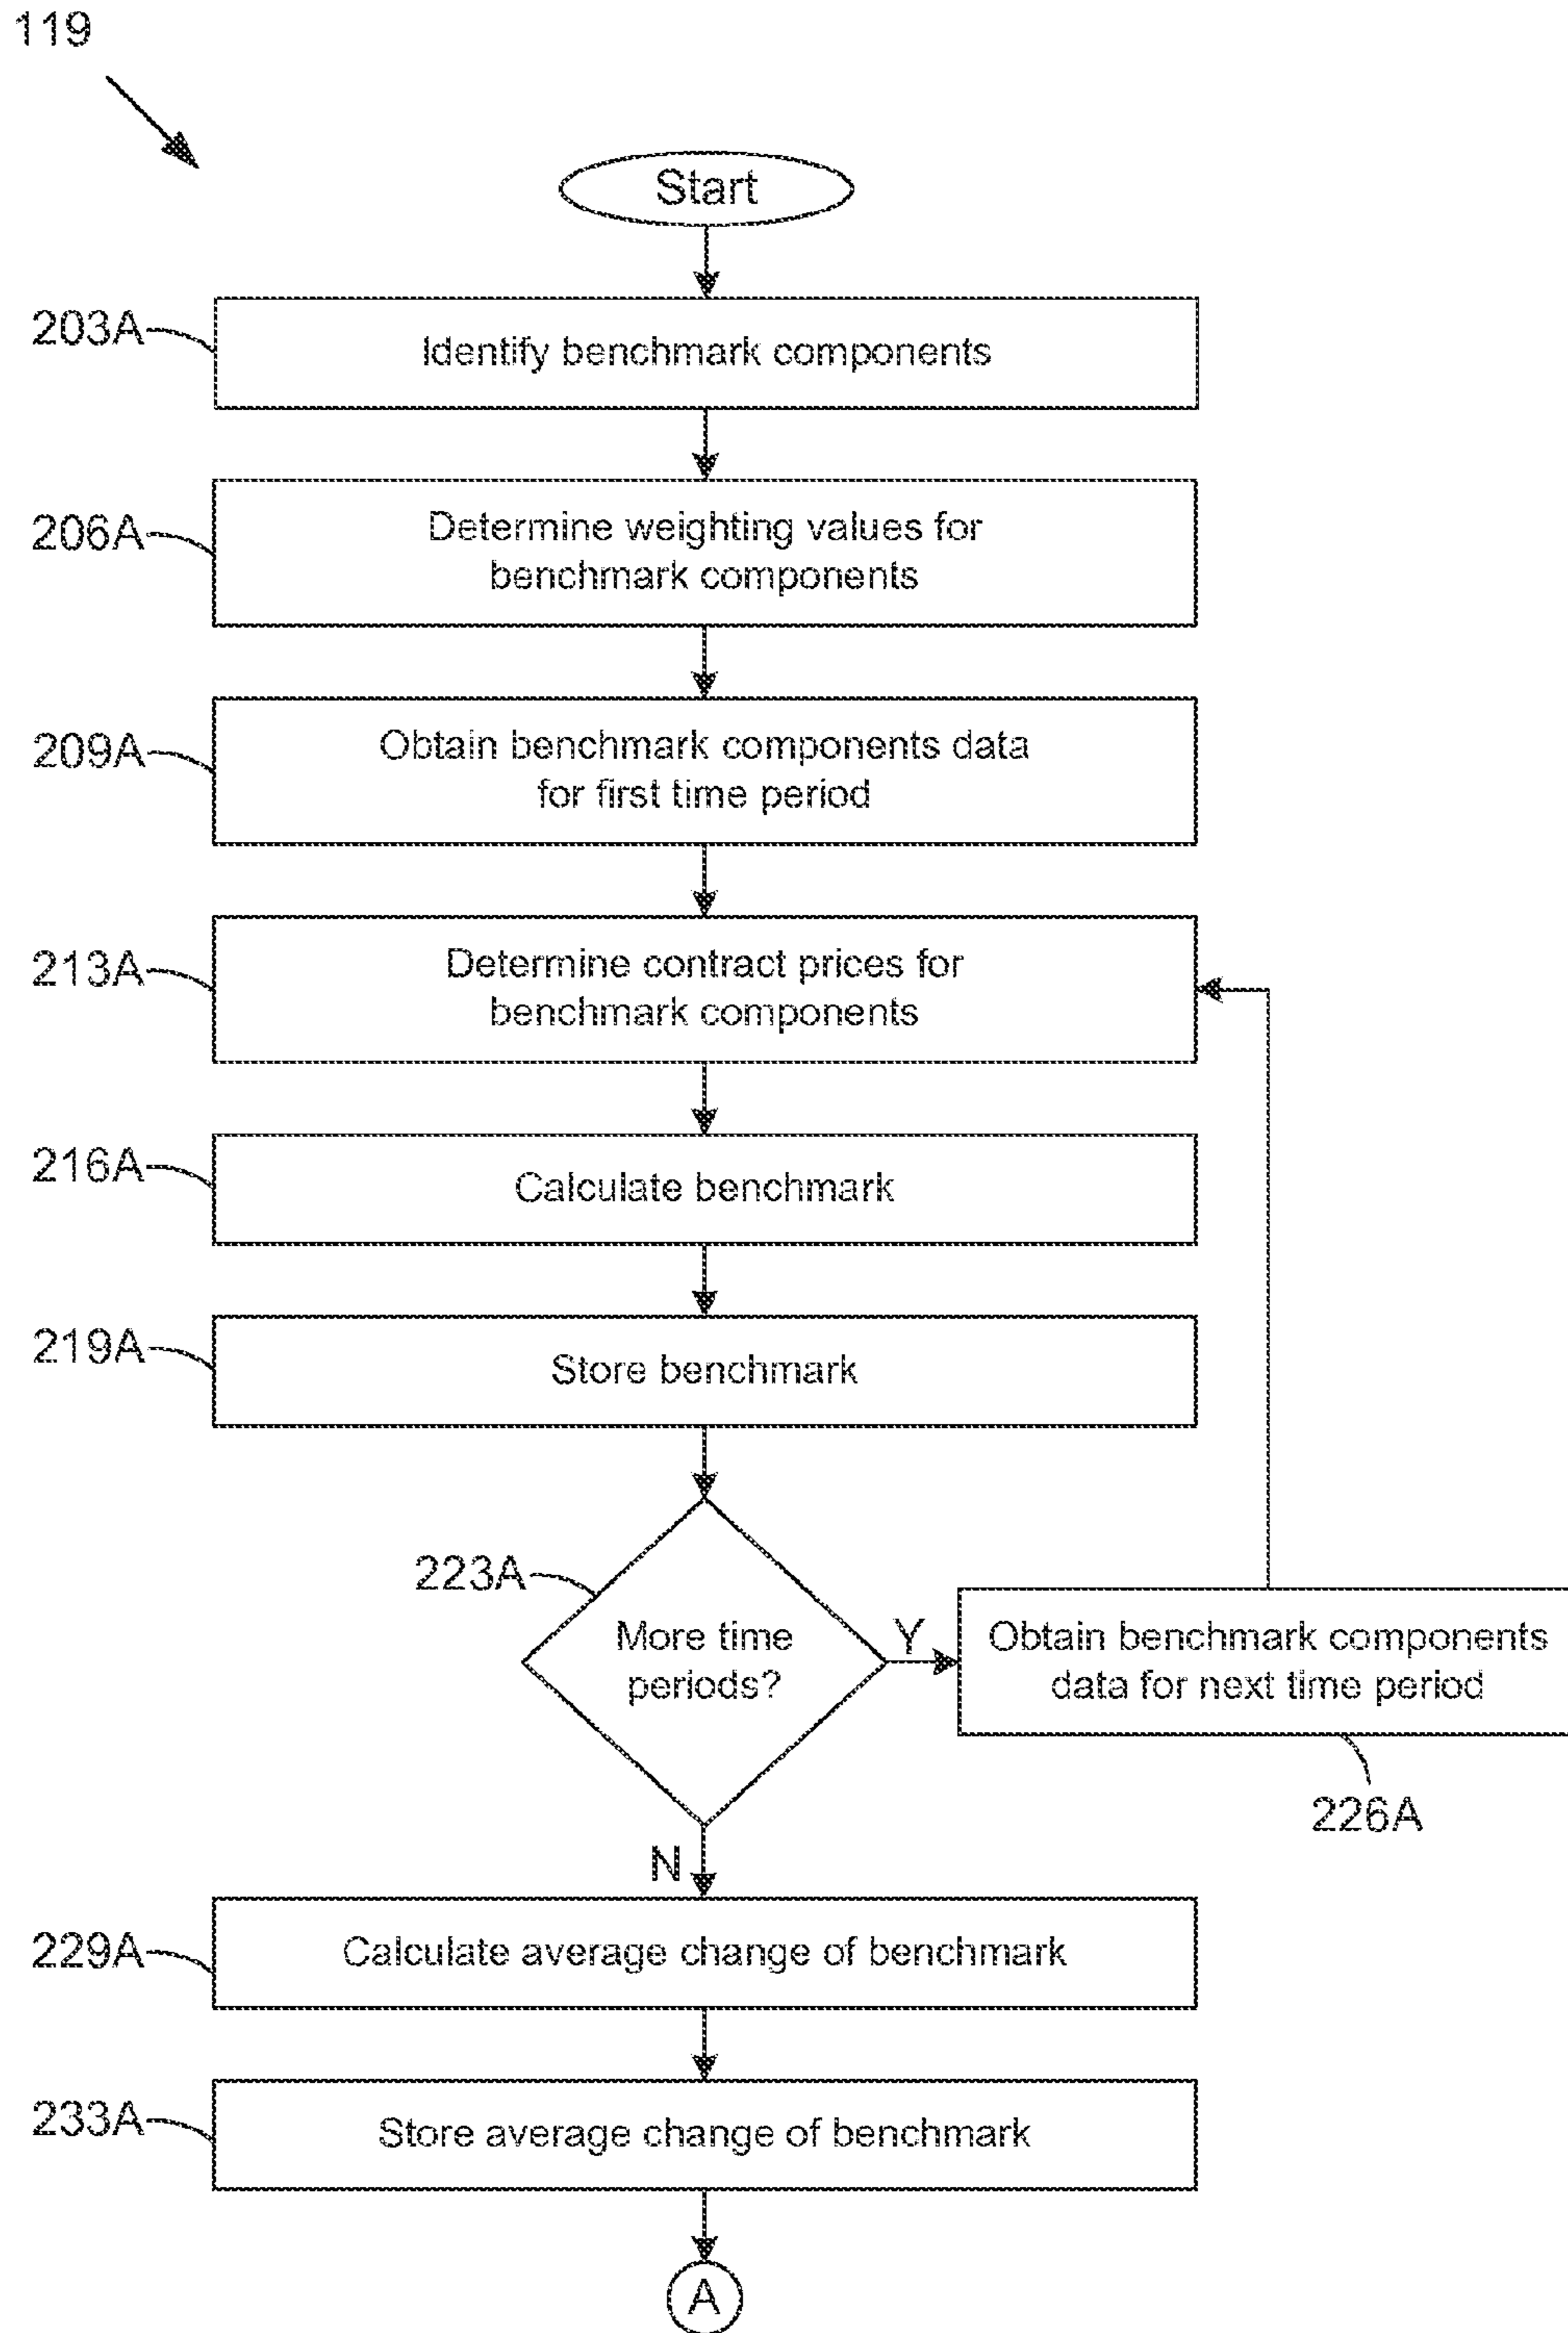 119
Start
203A
Identify benchmark components
206A
Determine weighting values for
benchmark components
209A
Obtain benchmark components data
for first time period
213A
Determine contract prices for
benchmark components
216A
Calculate benchmark
219A
Store benchmark
223A
More time
periods?
Y
Obtain benchmark components
data for next time period
226A
N
229A
Calculate average change of benchmark
233A
Store average change of benchmark
A